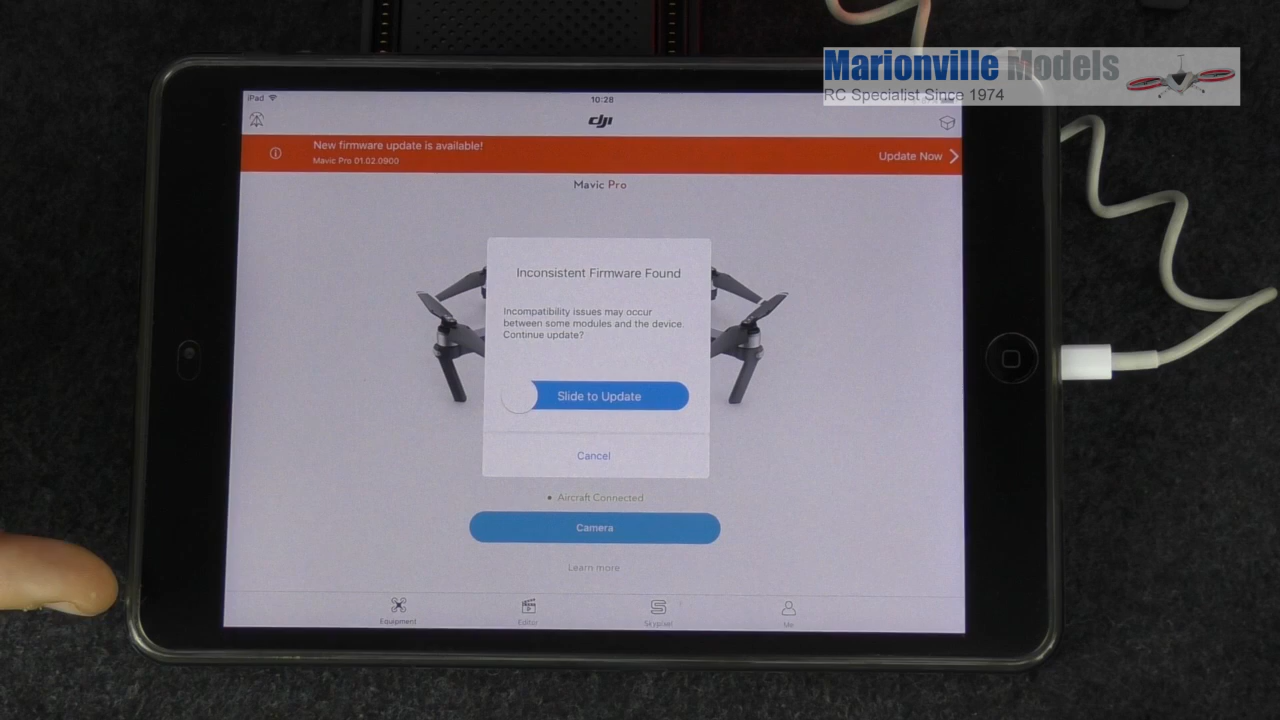 Marionville Models
RC Specialist Since 1974
iPad
10:28
dji
New firmware update is available!
Mavic Pro 01.02.0900
Update Now
Mavic Pro
Inconsistent Firmware Found
Incompatibility issues may occur
between some modules and the device.
Continue update?
Slide to Update
Cancel
Aircraft Connected
Camera
Learn more
Equipment
Editor
Skypixel
Me